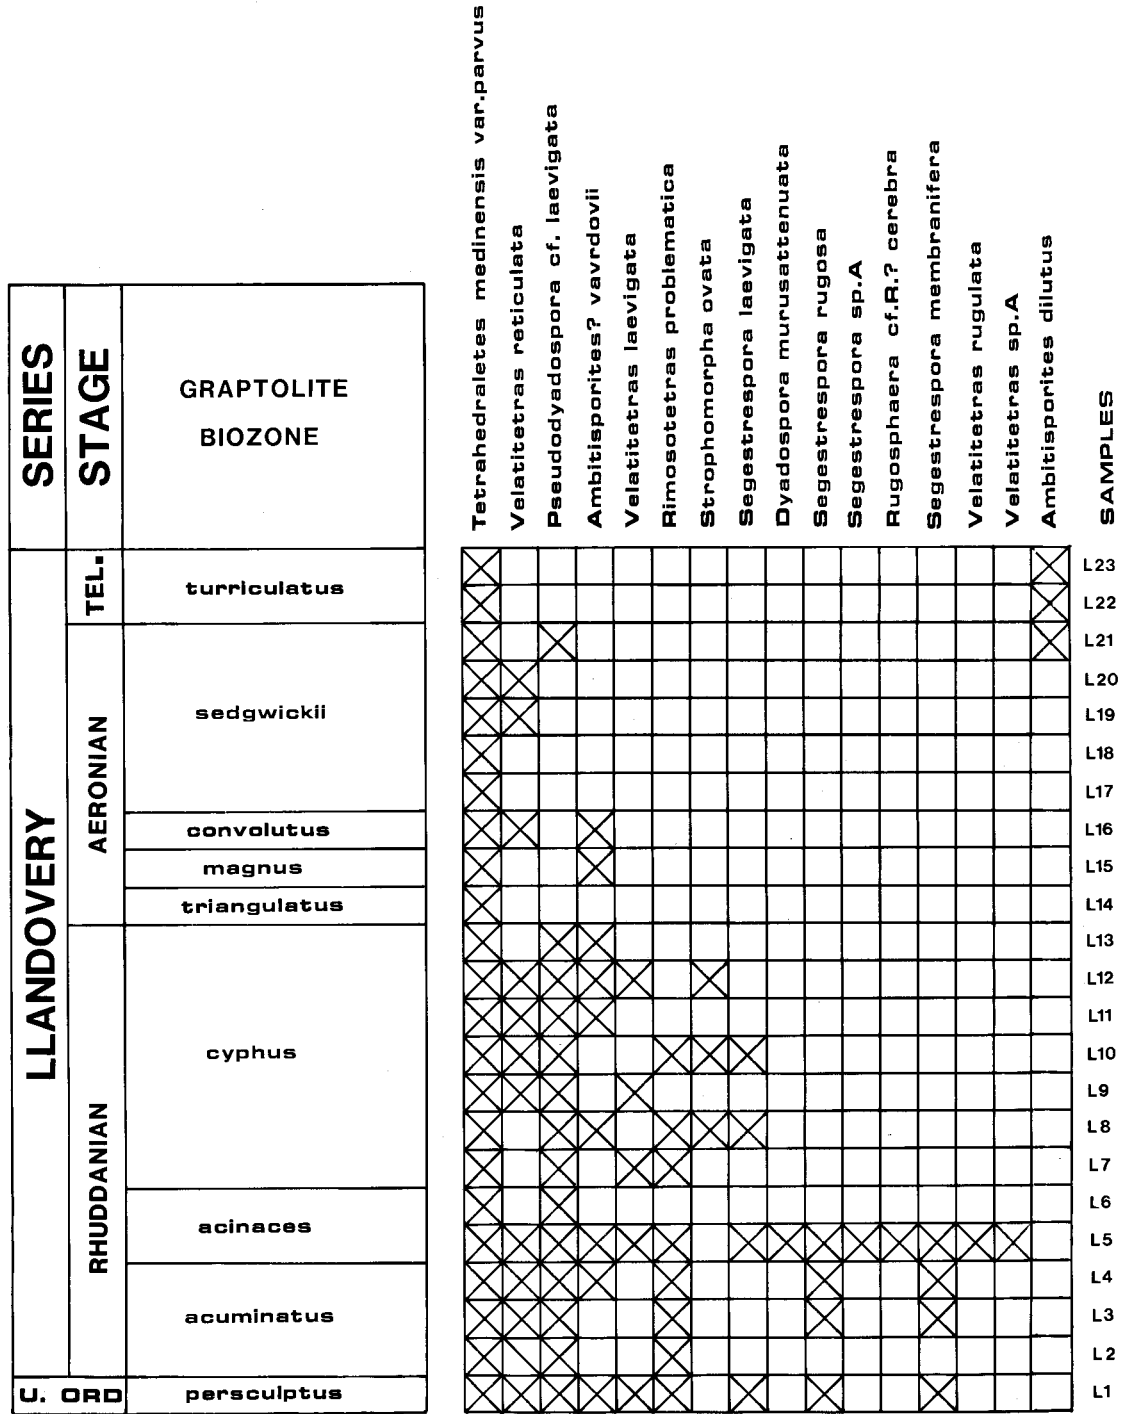 Tetrahedraletes medinensis var.parvus
Velatitetras reticulata
Pseudodyadospora cf. laevigata
Ambitisporites? vavrdovii
Velatitetras laevigata
Rimosotetras problematica
Strophomorpha ovata
Segestrespora laevigata
Dyadospora murusattenuata
Segestrespora rugosa
Segestrespora sp.A
Rugosphaera cf.R.? cerebra
Segestrespora membranifera
Velatitetras rugulata
Velatitetras sp.A
Ambitisporites dilutus
SAMPLES
SERIES
STAGE
GRAPTOLITE
BIOZONE
LLANDOVERY
U. ORD
TEL.
AERONIAN
RHUDDANIAN
turriculatus
sedgwickii
convolutus
magnus
triangulatus
cyphus
acinaces
acuminatus
persculptus
L23
L22
L21
L20
L19
L18
L17
L16
L15
L14
L13
L12
L11
L10
L9
L8
L7
L6
L5
L4
L3
L2
L1